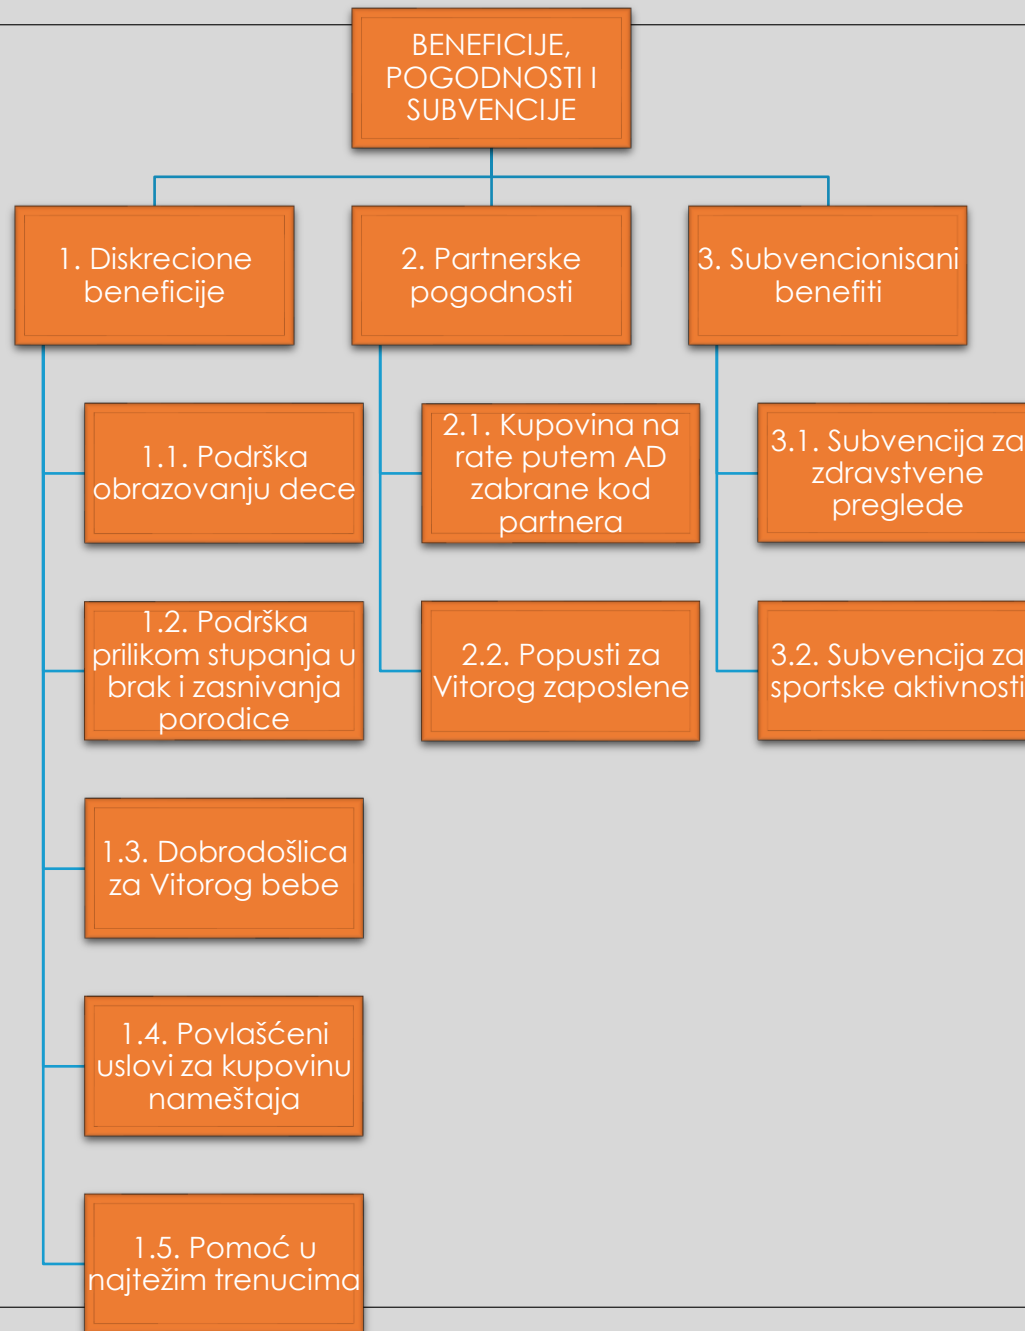 BENEFICIJE,
POGODNOSTI I
SUBVENCIJE
1. Diskrecione
beneficije
2. Partnerske
pogodnosti
3. Subvencionisani
benefiti
1.1. Podrška
obrazovanju dece
1.2. Podrška
prilikom stupanja u
brak i zasnivanja
porodice
1.3. Dobrodošlica
za Vitorog bebe
1.4. Povlašćeni
uslovi za kupovinu
nameštaja
1.5. Pomoć u
najtežim trenucima
2.1. Kupovina na
rate putem AD
zabrane kod
partnera
2.2. Popusti za
Vitorog zaposlene
3.1. Subvencija za
zdravstvene
preglede
3.2. Subvencija za
sportske aktivnosti